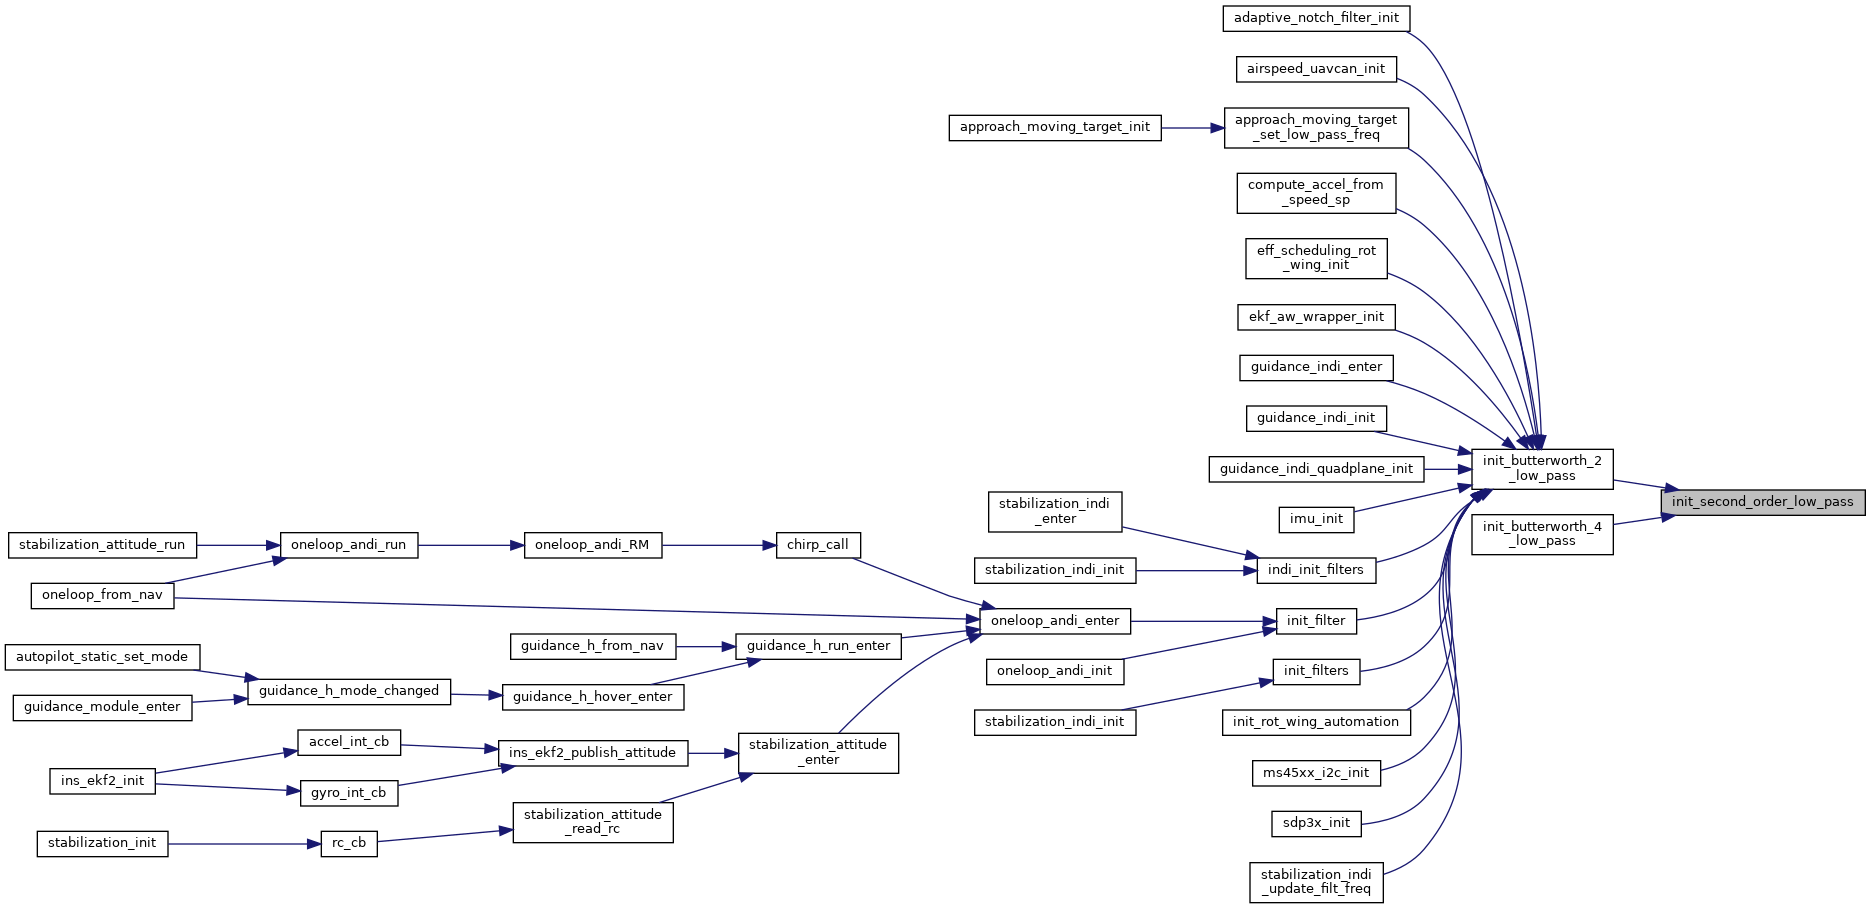 adaptive_notch_filter_init
airspeed_uavcan_init
approach_moving_target_init
approach_moving_target
_set_low_pass_freq
compute_accel_from
_speed_sp
eff_scheduling_rot
_wing_init
ekf_aw_wrapper_init
guidance_indi_enter
guidance_indi_init
guidance_indi_quadplane_init
imu_init
init_butterworth_2
_low_pass
init_second_order_low_pass
init_butterworth_4
_low_pass
stabilization_indi
_enter
stabilization_indi_init
indi_init_filters
stabilization_attitude_run
oneloop_andi_run
oneloop_andi_RM
chirp_call
oneloop_from_nav
oneloop_andi_enter
init_filter
guidance_h_from_nav
guidance_h_run_enter
oneloop_andi_init
init_filters
autopilot_static_set_mode
guidance_h_mode_changed
guidance_h_hover_enter
guidance_module_enter
stabilization_indi_init
init_rot_wing_automation
accel_int_cb
ins_ekf2_publish_attitude
stabilization_attitude
_enter
ins_ekf2_init
gyro_int_cb
ms45xx_i2c_init
stabilization_attitude
_read_rc
sdp3x_init
stabilization_init
rc_cb
stabilization_indi
_update_filt_freq